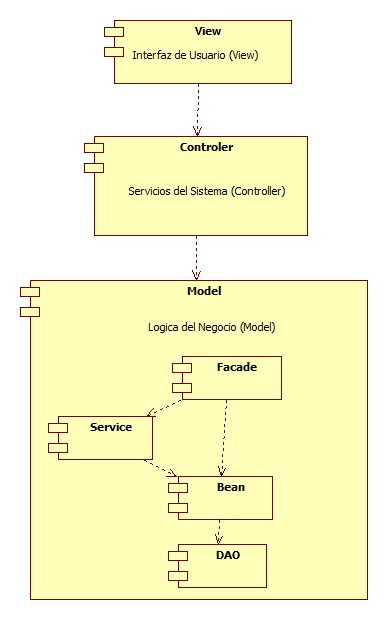 View
Interfaz de Usuario (View)
Controler
Servicios del Sistema (Controller)
Model
Logica del Negocio (Model)
Facade
Service
Bean
DAO